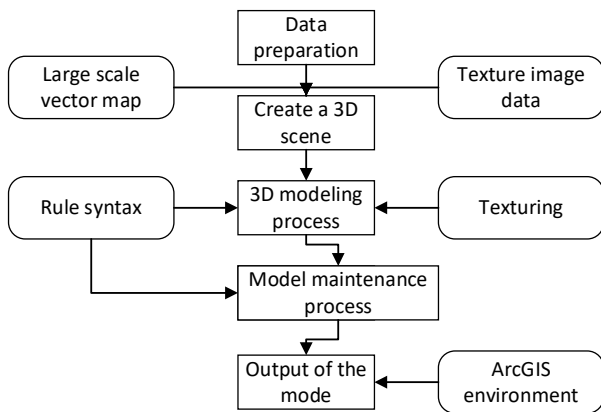 Data
preparation
Large scale
vector map
Texture image
data
Create a 3D
scene
Rule syntax
3D modeling
process
Texturing
Model maintenance
process
Output of the
mode
ArcGIS
environment